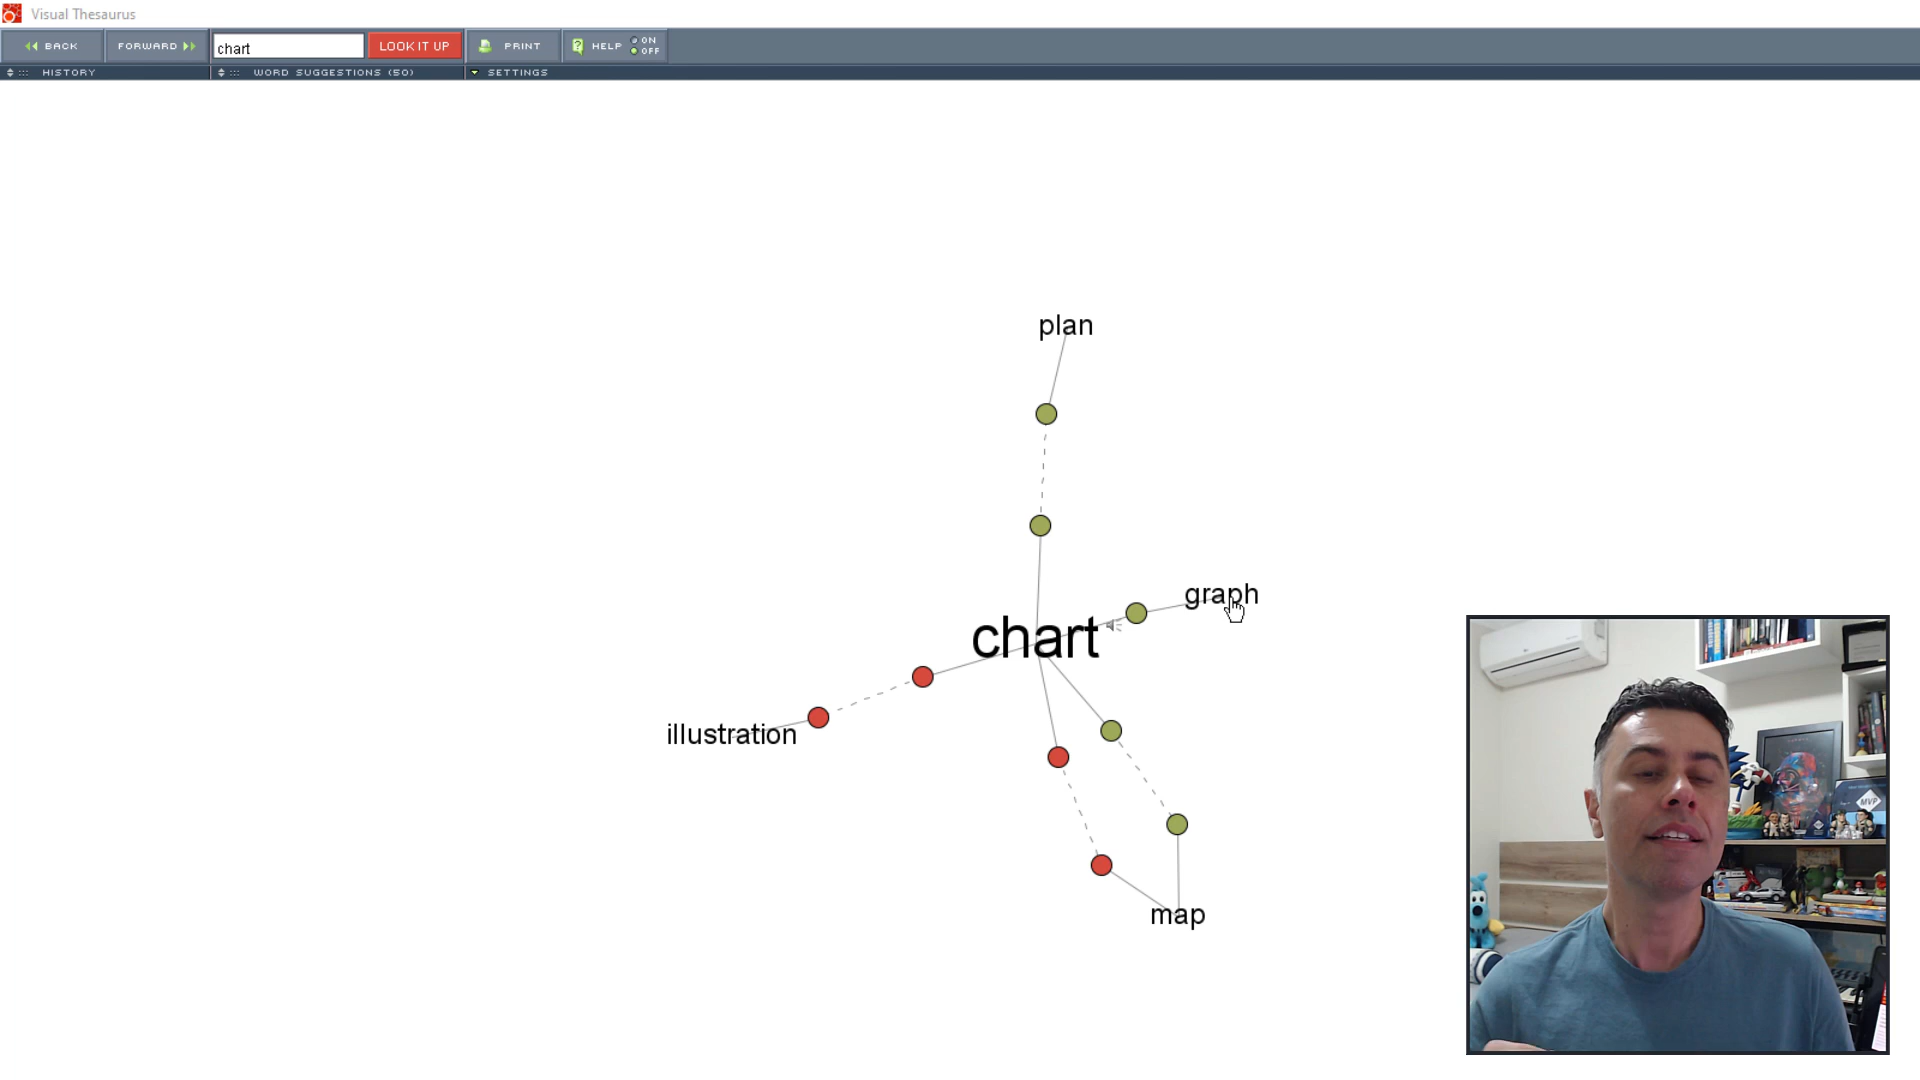 Visual Thesaurus
BACK
FORWARD
chart
LOOK IT UP
PRINT
HELP
ON
OFF
HISTORY
WORD SUGGESTIONS (50)
SETTINGS
plan
graph
chart
illustration
map
MVP